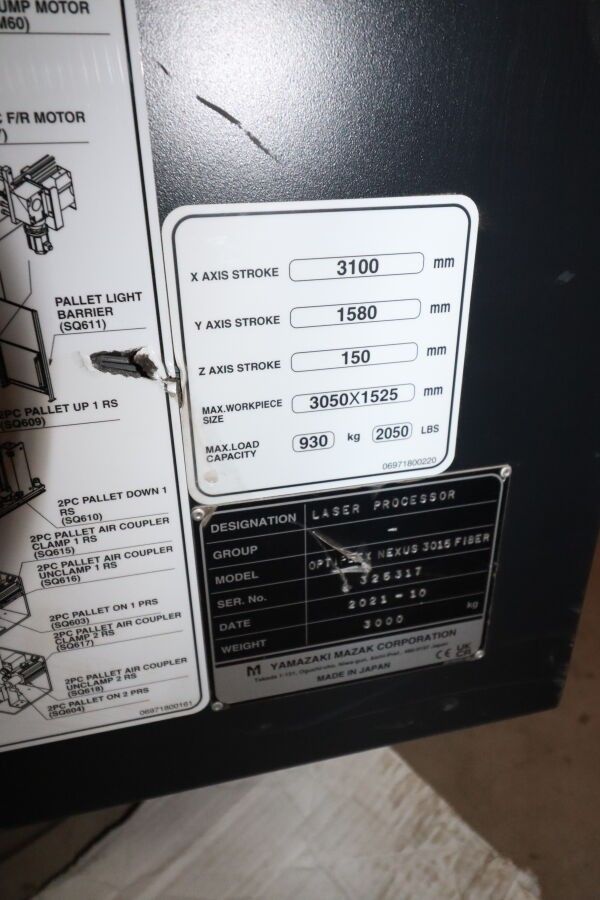 UMP MOTOR
M60)
C F/R MOTOR
PALLET LIGHT
BARRIER
(SQ611)
2PC PALLET UP 1 RS
(SQ609)
2PC PALLET DOWN 1
RS
(SQ610)
2PC PALLET AIR COUPLER
CLAMP 1 RS
(SQ615)
2PC PALLET AIR COUPLER
UNCLAMP 1 RS
(SQ616)
2PC PALLET ON 1 PRS
(SQ603)
2PC PALLET AIR COUPLER
CLAMP 2 RS
(SQ617)
2PC PALLET AIR COUPLER
UNCLAMP 2 RS
(SQ618)
2PC PALLET ON 2 PRS
(SQ604)
06971800161
X AXIS STROKE 3100 mm
Y AXIS STROKE 1580 mm
Z AXIS STROKE 150 mm
MAX.WORKPIECE SIZE 3050X1525 mm
MAX.LOAD CAPACITY 930 kg 2050 LBS
06971800220
DESIGNATION LASER PROCESSOR
GROUP -
MODEL OPTIPLEX NEXUS 3015 FIBER
SER. No. 325317
DATE 2021-10
WEIGHT 3000 kg
YAMAZAKI MAZAK CORPORATION
MADE IN JAPAN
CE UK CA